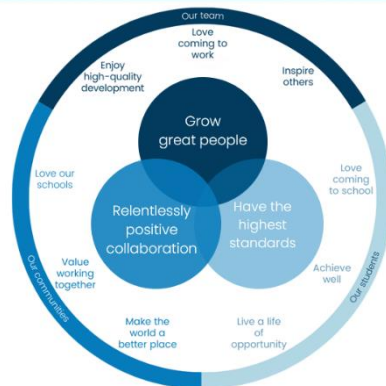 Our team
Love
coming to
work
Enjoy
high-quality
development
Inspire
others
Grow
great people
Love our
schools
Love
coming
to school
Relentlessly
positive
collaboration
Have the
highest
standards
Value
working
together
Achieve
well
Our communities
Our students
Make the
world a
better place
Live a life
of
opportunity